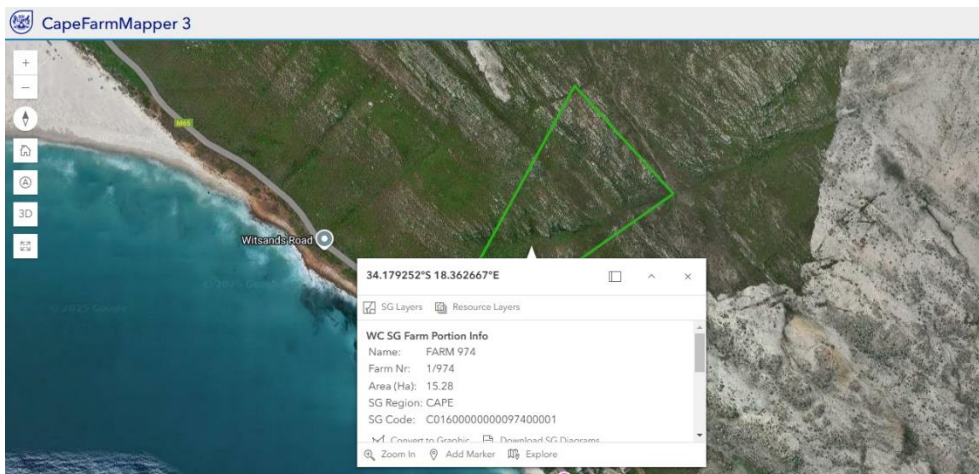 CapeFarmMapper 3
M65
3D
Witsands Road
34.179252°S 18.362667°E
SG Layers Resource Layers
WC SG Farm Portion Info
Name: FARM 974
Farm Nr: 1/974
Area (Ha): 15.28
SG Region: CAPE
SG Code: C01600000000097400001
Convert to Graphic Download SG Diagrams
Zoom In Add Marker Explore